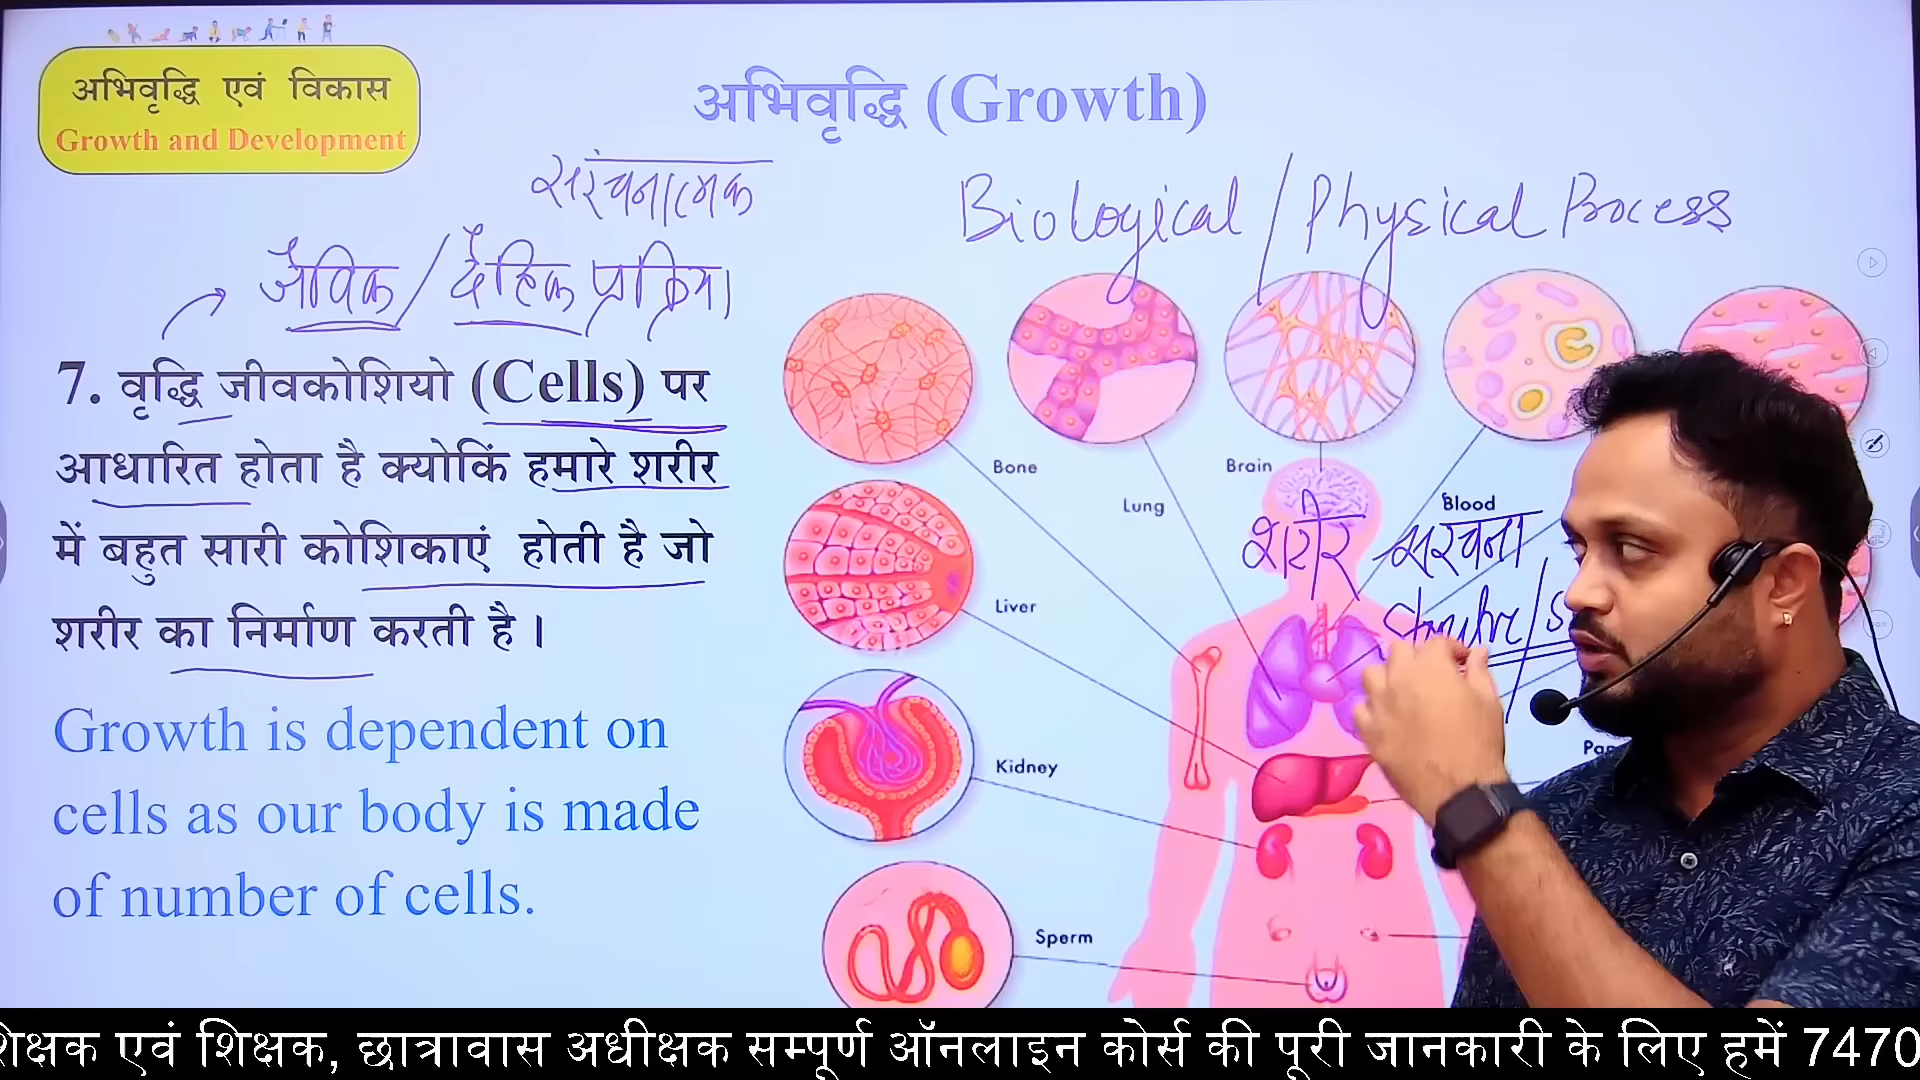 अभिवृद्धि एवं विकास
Growth and Development
अभिवृद्धि (Growth)
संरचनात्मक
Biological / Physical Process
जैविक / दैहिक प्रक्रिया
7. वृद्धि जीवकोशियो (Cells) पर
आधारित होता है क्योकिं हमारे शरीर
में बहुत सारी कोशिकाएं होती है जो
शरीर का निर्माण करती है ।
Growth is dependent on
cells as our body is made
of number of cells.
Bone
Lung
Brain
Blood
शरीर संरचना
Liver
Kidney
Sperm
शिक्षक एवं शिक्षक, छात्रावास अधीक्षक सम्पूर्ण ऑनलाइन कोर्स की पूरी जानकारी के लिए हमें 7470